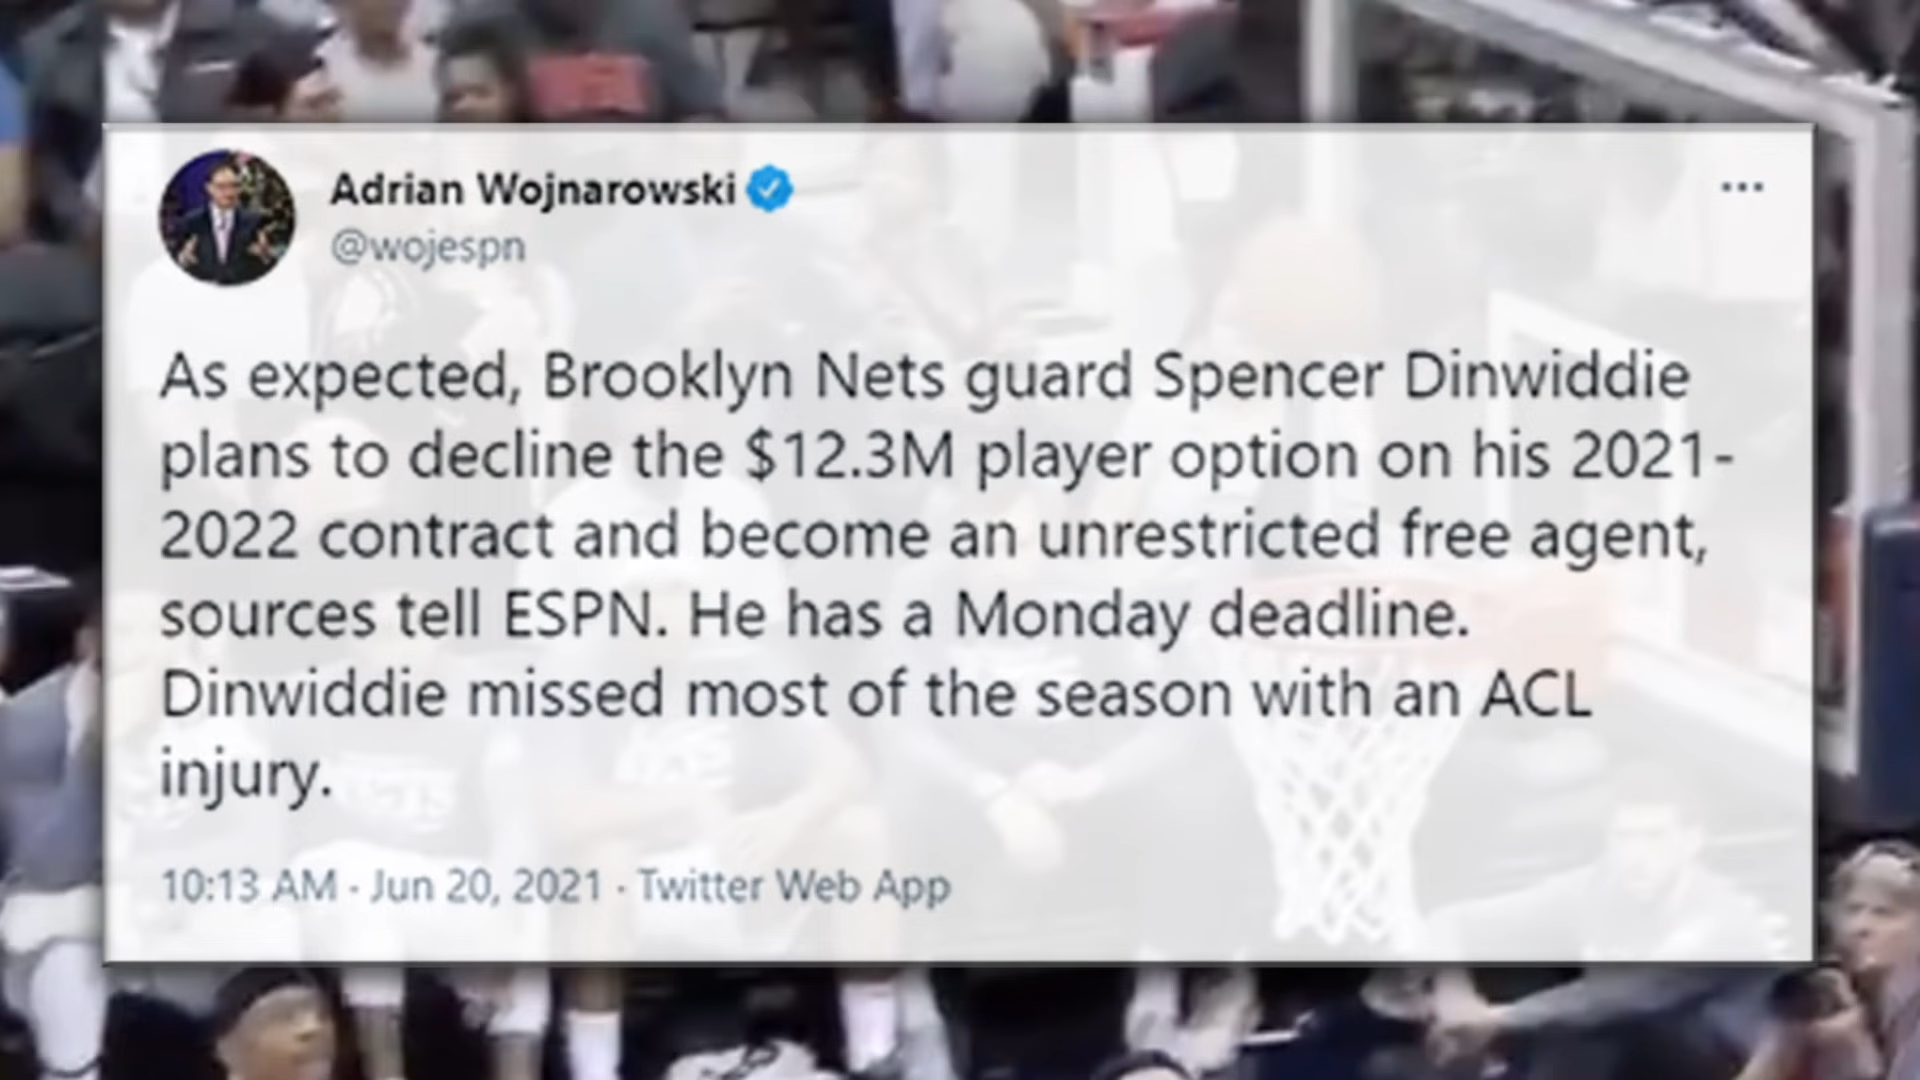 Adrian Wojnarowski
@wojespn
As expected, Brooklyn Nets guard Spencer Dinwiddie
plans to decline the $12.3M player option on his 2021-
2022 contract and become an unrestricted free agent,
sources tell ESPN. He has a Monday deadline.
Dinwiddie missed most of the season with an ACL
injury.
10:13 AM · Jun 20, 2021 · Twitter Web App